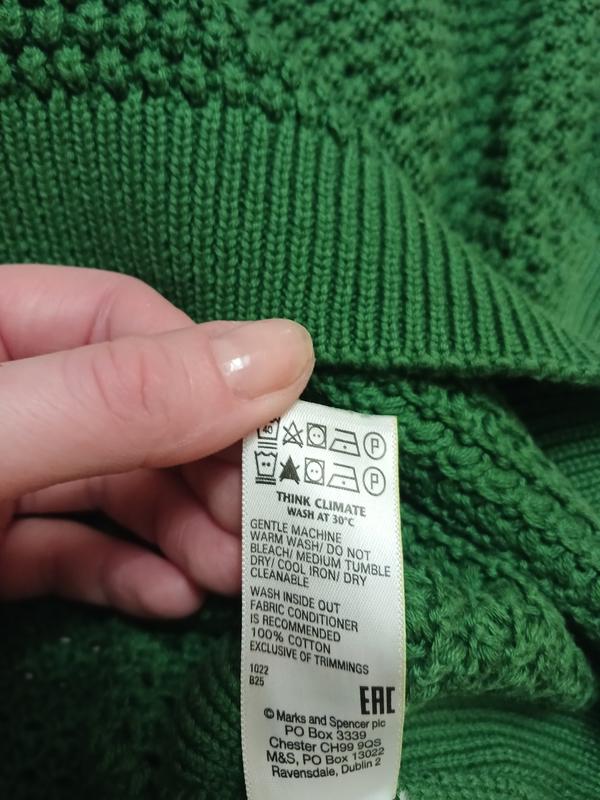 40 P
P
THINK CLIMATE
WASH AT 30°C
GENTLE MACHINE
WARM WASH/ DO NOT
BLEACH/ MEDIUM TUMBLE
DRY/ COOL IRON/ DRY
CLEANABLE
WASH INSIDE OUT
FABRIC CONDITIONER
IS RECOMMENDED
100% COTTON
EXCLUSIVE OF TRIMMINGS
1022
B25
EAC
© Marks and Spencer plc
PO Box 3339
Chester CH99 9QS
M&S, PO Box 13022
Ravensdale, Dublin 2